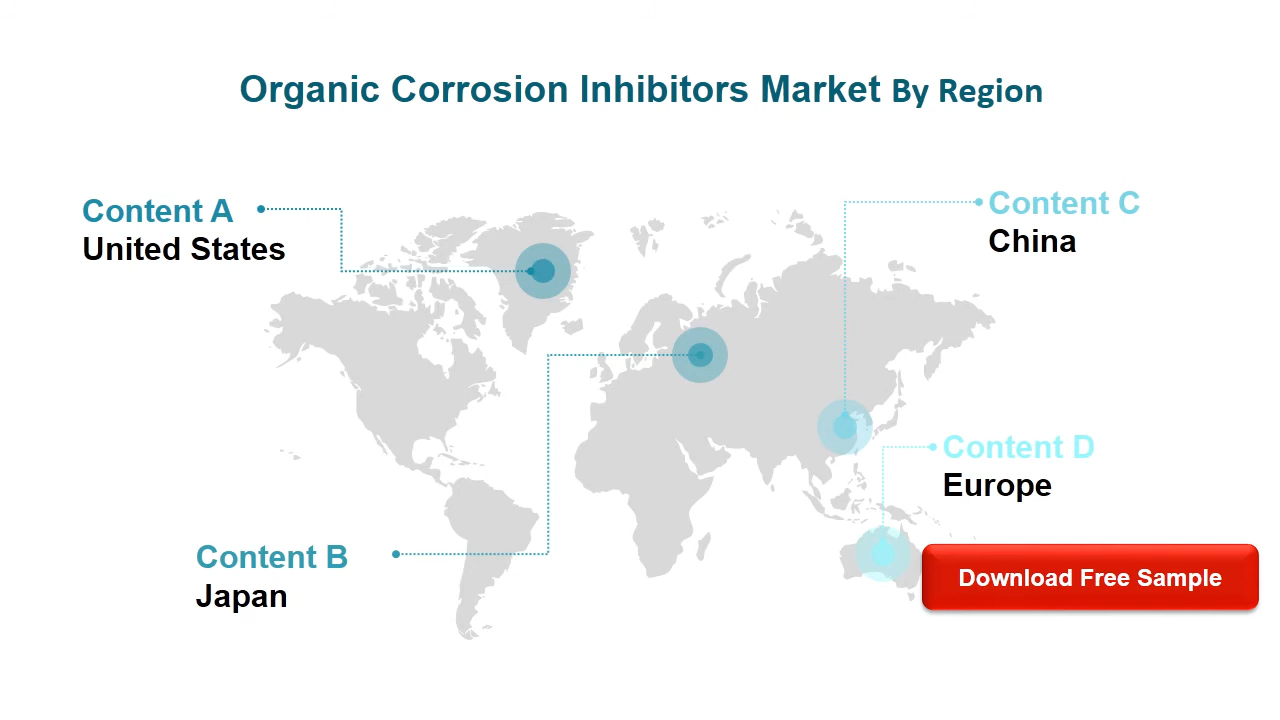 Organic Corrosion Inhibitors Market By Region
Content A
United States
Content C
China
Content D
Europe
Content B
Japan
Download Free Sample